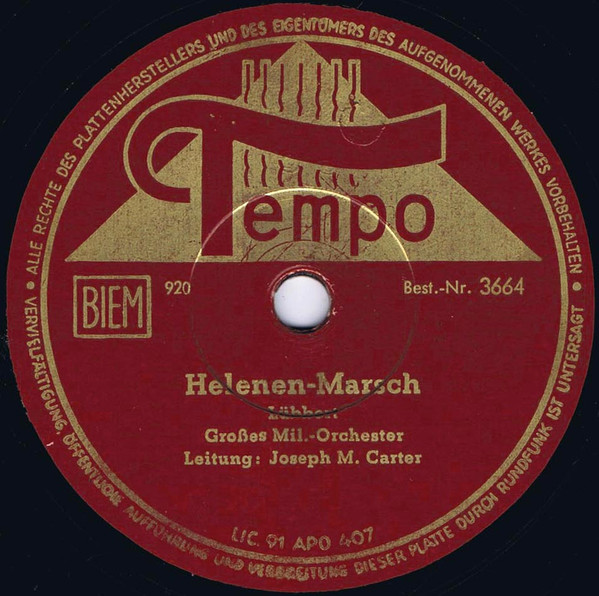 ALLE RECHTE DES PLATTENHERSTELLERS UND DES EIGENTÜMERS DES AUFGENOMMENEN WERKES VORBEHALTEN •
VERVIELFÄLTIGUNG, ÖFFENTLICHE AUFFÜHRUNG UND VERBREITUNG DIESER PLATTE DURCH RUNDFUNK IST UNTERSAGT •
Tempo
BIEM 920 Best.-Nr. 3664
Helenen-Marsch
Lübbert
Großes Mil.-Orchester
Leitung: Joseph M. Carter
LIC. 91 APO 407